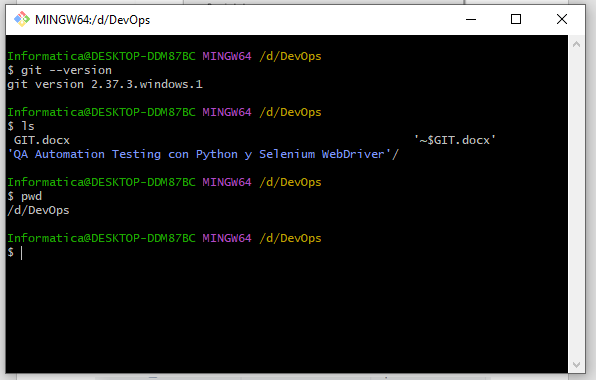 MINGW64:/d/DevOps
Informatica@DESKTOP-DDM87BC MINGW64 /d/DevOps
$ git --version
git version 2.37.3.windows.1
Informatica@DESKTOP-DDM87BC MINGW64 /d/DevOps
$ ls
GIT.docx '~$GIT.docx'
'QA Automation Testing con Python y Selenium WebDriver'/
Informatica@DESKTOP-DDM87BC MINGW64 /d/DevOps
$ pwd
/d/DevOps
Informatica@DESKTOP-DDM87BC MINGW64 /d/DevOps
$